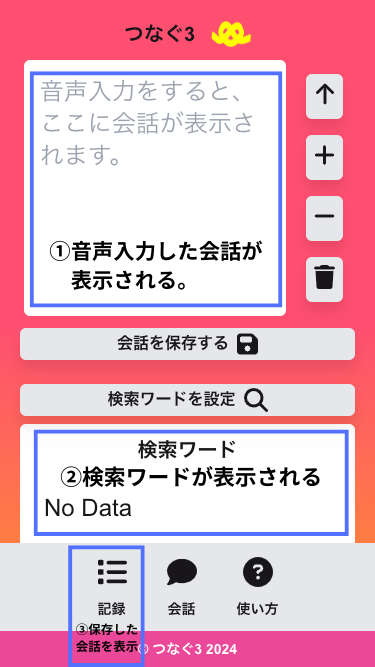 つなぐ3
音声入力をすると、
ここに会話が表示さ
れます。
①音声入力した会話が
表示される。
会話を保存する
検索ワードを設定
検索ワード
②検索ワードが表示される
No Data
記録
会話
使い方
③保存した
会話を表示
© つなぐ3 2024